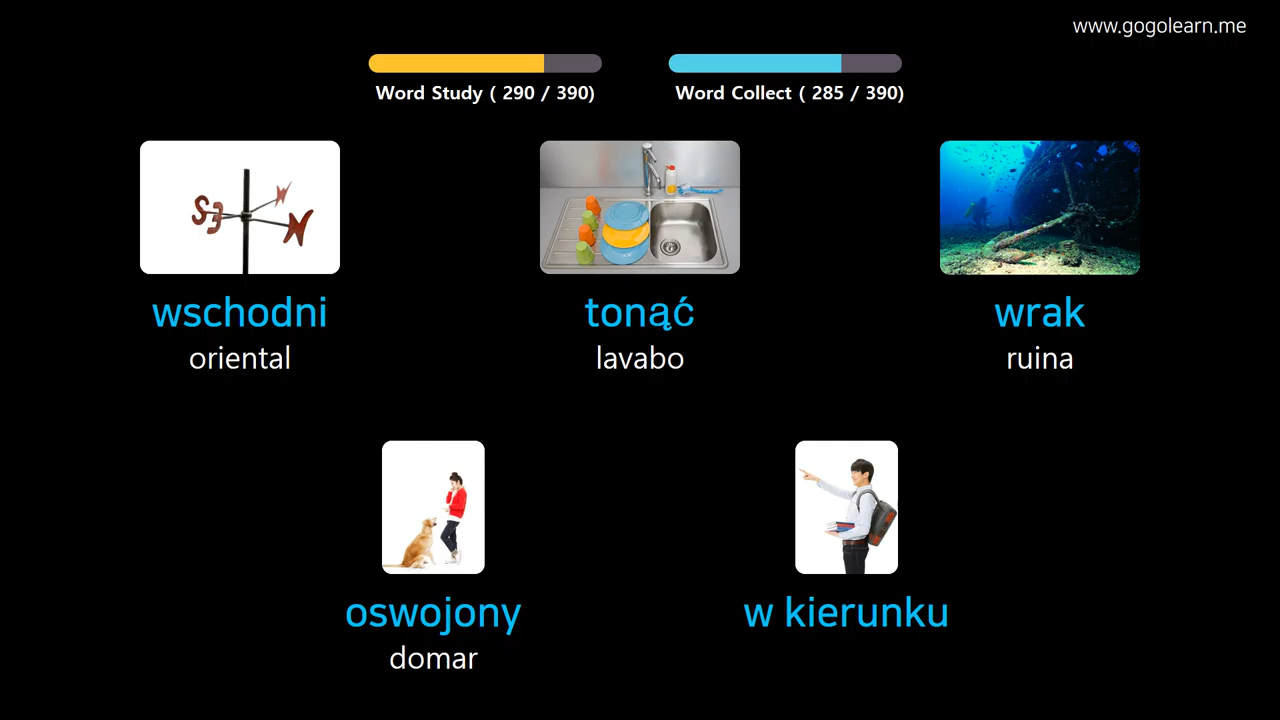 www.gogolearn.me
Word Study ( 290 / 390)
Word Collect ( 285 / 390)
S
E
N
W
wschodni
oriental
tonąć
lavabo
wrak
ruina
oswojony
domar
w kierunku